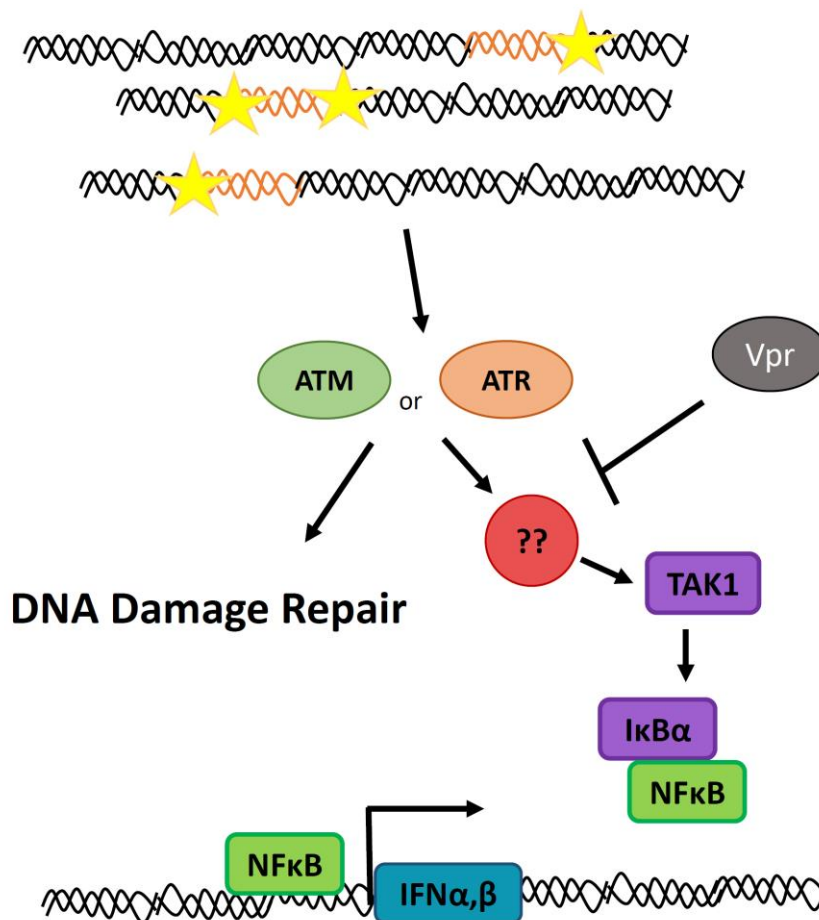 Vpr
ATM
or
ATR
??
DNA Damage Repair
TAK1
IκBα
NFκB
NFκB
IFNα,β